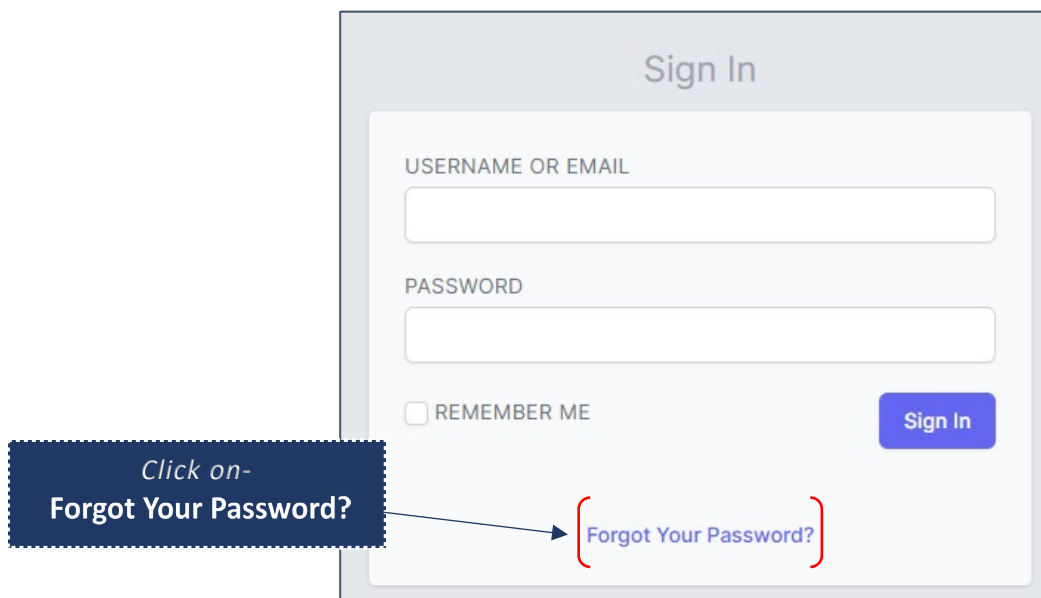 Sign In
USERNAME OR EMAIL
PASSWORD
REMEMBER ME
Sign In
Click on-
Forgot Your Password?
Forgot Your Password?